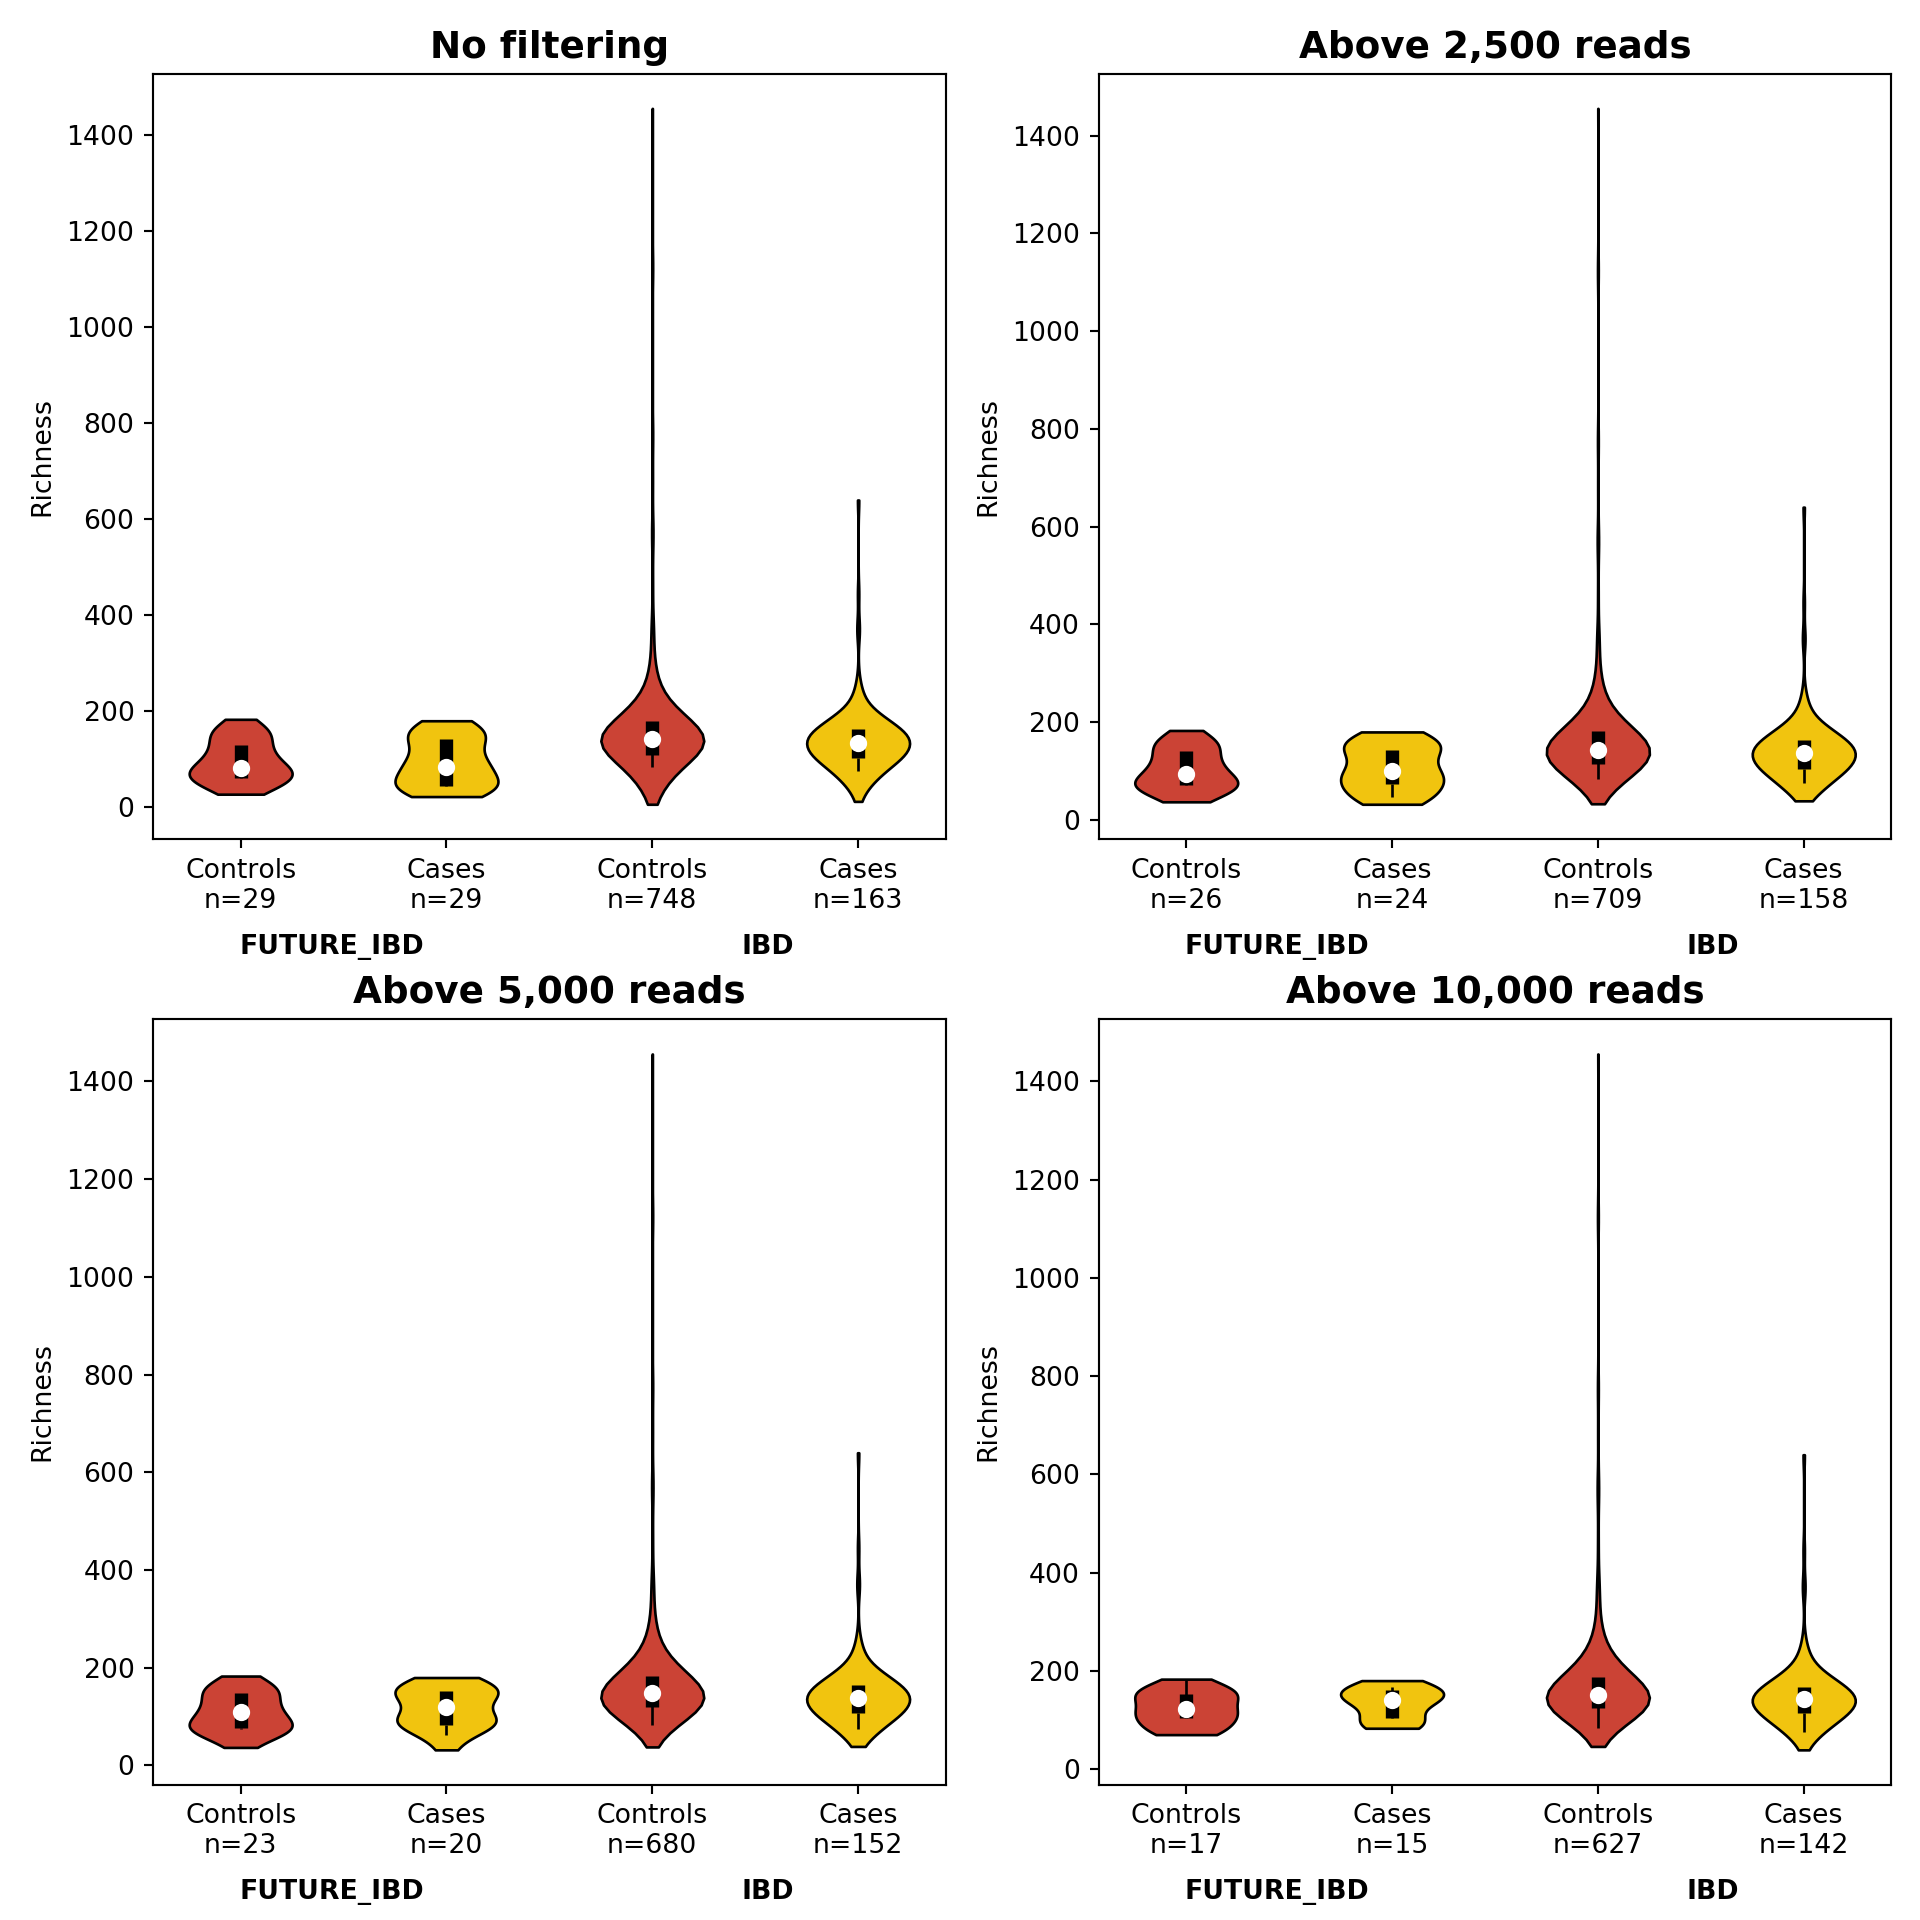 No filtering
Richness
1400
1200
1000
800
600
400
200
0
Controls
n=29
Cases
n=29
Controls
n=748
Cases
n=163
FUTURE_IBD
IBD
Above 2,500 reads
Richness
1400
1200
1000
800
600
400
200
0
Controls
n=26
Cases
n=24
Controls
n=709
Cases
n=158
FUTURE_IBD
IBD
Above 5,000 reads
Richness
1400
1200
1000
800
600
400
200
0
Controls
n=23
Cases
n=20
Controls
n=680
Cases
n=152
FUTURE_IBD
IBD
Above 10,000 reads
Richness
1400
1200
1000
800
600
400
200
0
Controls
n=17
Cases
n=15
Controls
n=627
Cases
n=142
FUTURE_IBD
IBD